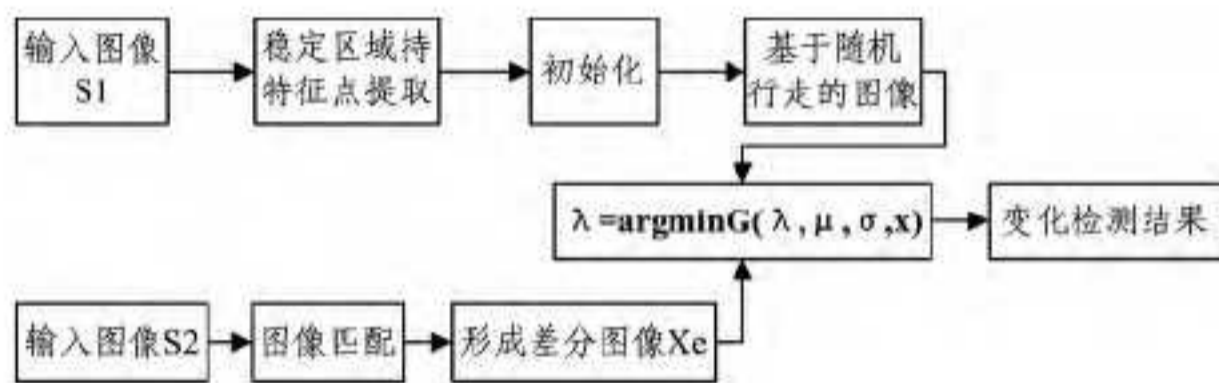 输入图像
S1
稳定区域待
特征点提取
初始化
基于随机
行走的图像
λ=argminG(λ,μ,σ,x)
变化检测结果
输入图像S2
图像匹配
形成差分图像Xe